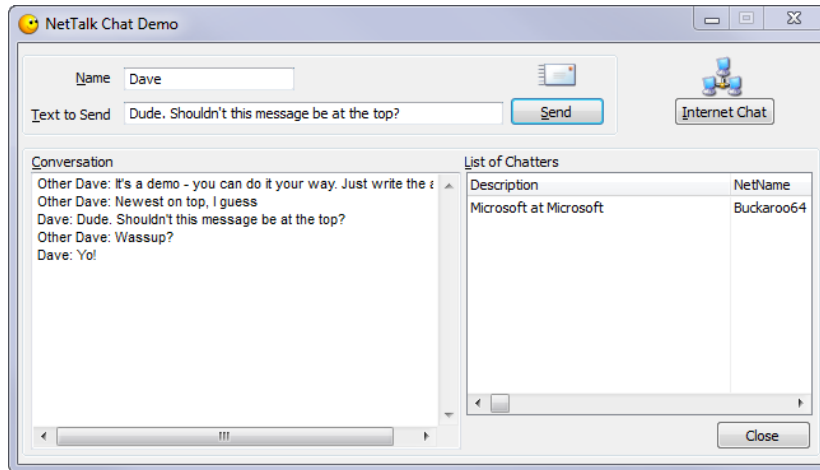 NetTalk Chat Demo
Name Dave
Text to Send Dude. Shouldn't this message be at the top? Send
Internet Chat
Conversation
Other Dave: It's a demo - you can do it your way. Just write the
Other Dave: Newest on top, I guess
Dave: Dude. Shouldn't this message be at the top?
Other Dave: Wassup?
Dave: Yo!
List of Chatters
Description NetName
Microsoft at Microsoft Buckaroo64
Close